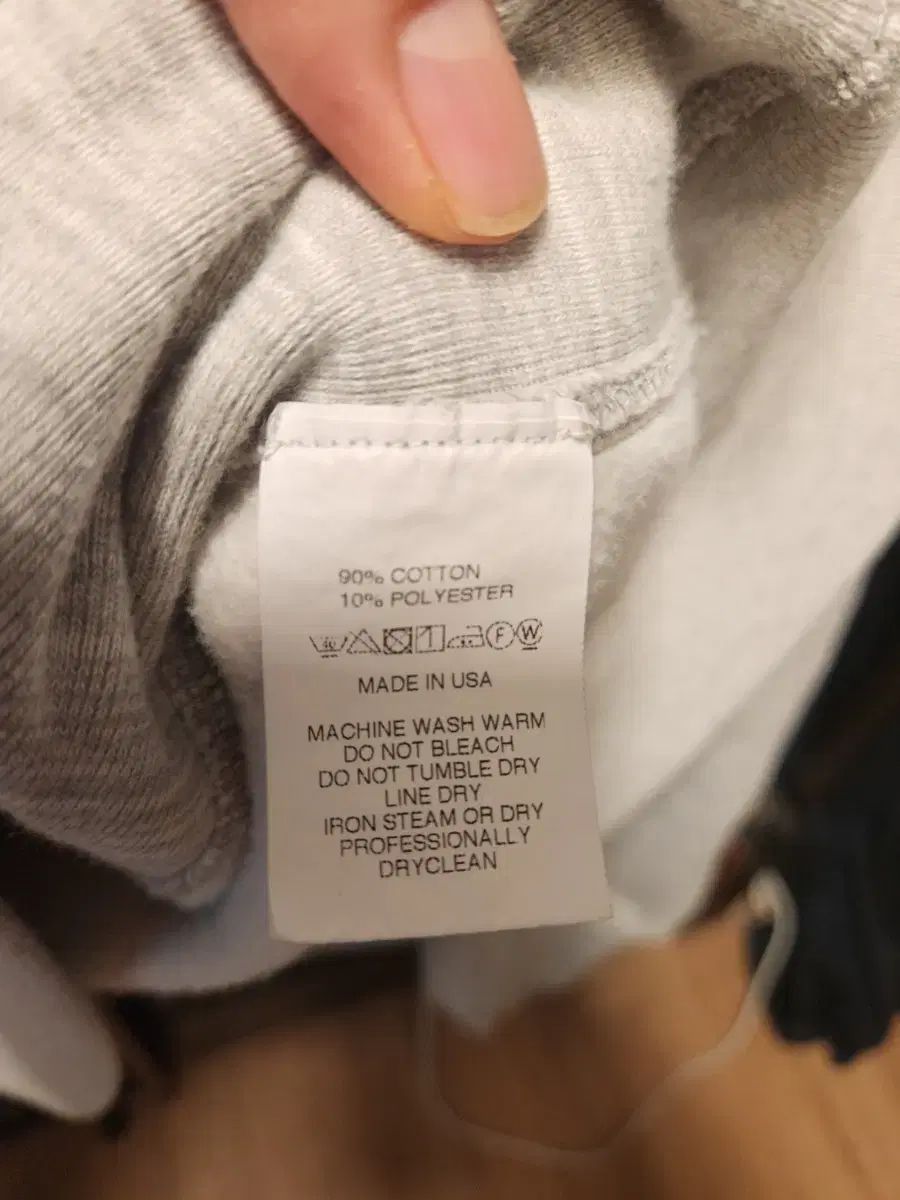 90% COTTON
10% POLYESTER
40 F W
MADE IN USA
MACHINE WASH WARM
DO NOT BLEACH
DO NOT TUMBLE DRY
LINE DRY
IRON STEAM OR DRY
PROFESSIONALLY
DRYCLEAN